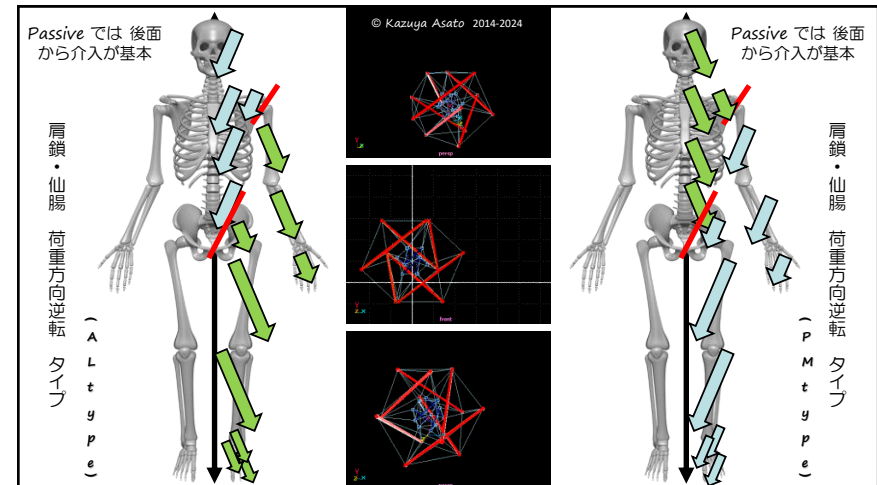 Passive では 後面
から介入が基本
肩鎖・仙腸 荷重方向逆転 タイプ
(ALtype)
© Kazuya Asato 2014-2024
persp
front
Passive では 後面
から介入が基本
肩鎖・仙腸 荷重方向逆転 タイプ
(PMtype)